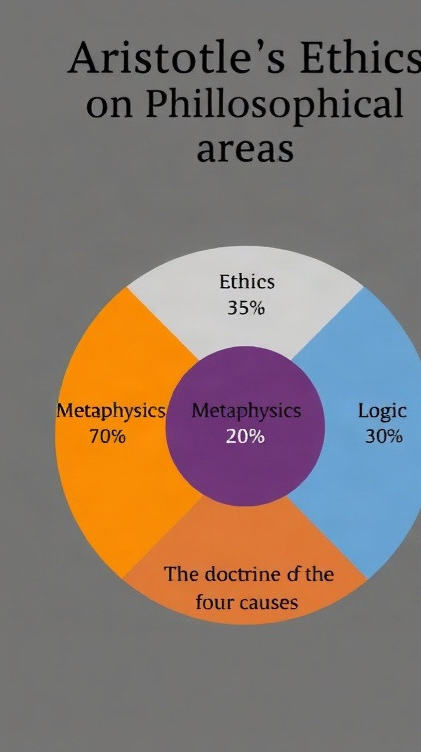 Aristotle’s Ethics
on Phillosophical
areas
Ethics
35%
Metaphysics
70%
Metaphysics
20%
Logic
30%
The doctrine of the
four causes